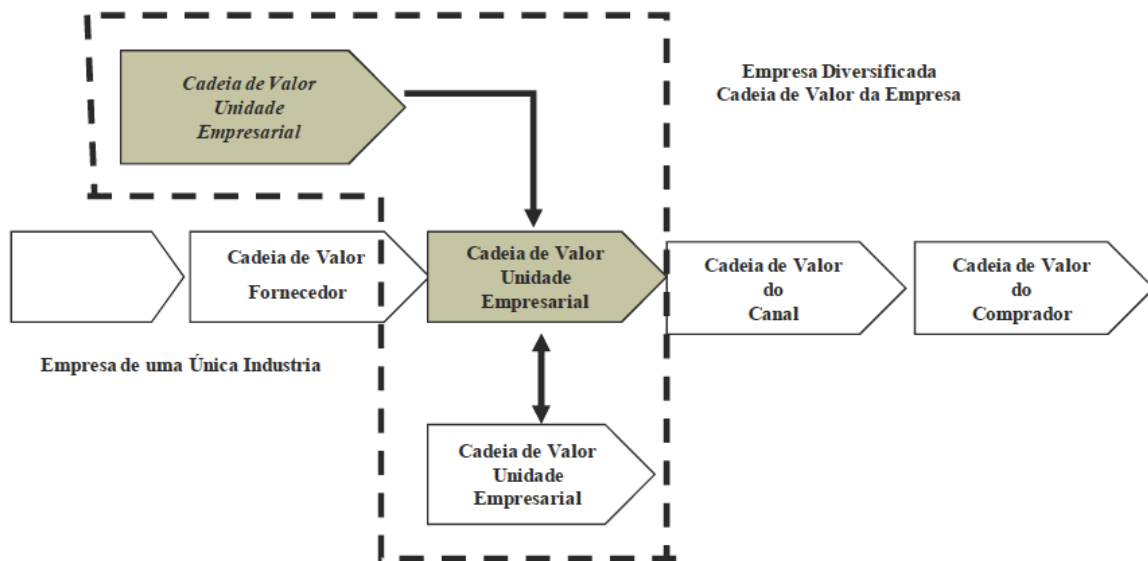 Cadeia de Valor
Unidade
Empresarial
Empresa Diversificada
Cadeia de Valor da Empresa
Cadeia de Valor
Fornecedor
Cadeia de Valor
Unidade
Empresarial
Cadeia de Valor
do
Canal
Cadeia de Valor
do
Comprador
Empresa de uma Única Industria
Cadeia de Valor
Unidade
Empresarial